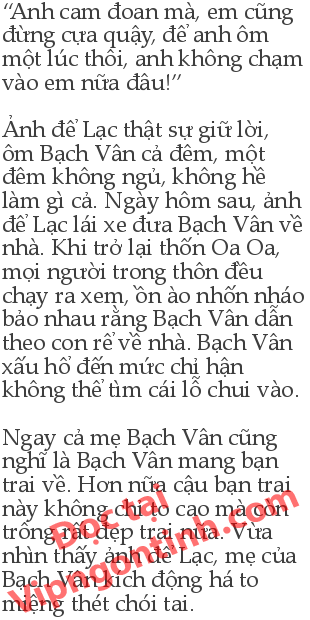 “Anh cam đoan mà, em cũng
đừng cựa quậy, để anh ôm
một lúc thôi, anh không chạm
vào em nữa đâu!”
Ảnh để Lạc thật sự giữ lời,
ôm Bạch Vân cả đêm, một
đêm không ngủ, không hề
làm gì cả. Ngày hôm sau, ảnh
để Lạc lái xe đưa Bạch Vân về
nhà. Khi trở lại thốn Oa Oa,
mọi người trong thôn đều
chạy ra xem, ồn ào nhốn nháo
bảo nhau rằng Bạch Vân dẫn
theo con rể về nhà. Bạch Vân
xấu hổ đến mức chỉ hận
không thể tìm cái lỗ chui vào.
Ngay cả mẹ Bạch Vân cũng
nghĩ là Bạch Vân mang bạn
trai về. Hơn nữa cậu bạn trai
này không chỉ to cao mà còn
trông rất đẹp trai nữa. Vừa
nhìn thấy ảnh để Lạc, mẹ của
Bạch Vân kích động há to
miệng thét chói tai.
Đọc tại
Vipngontinh.com